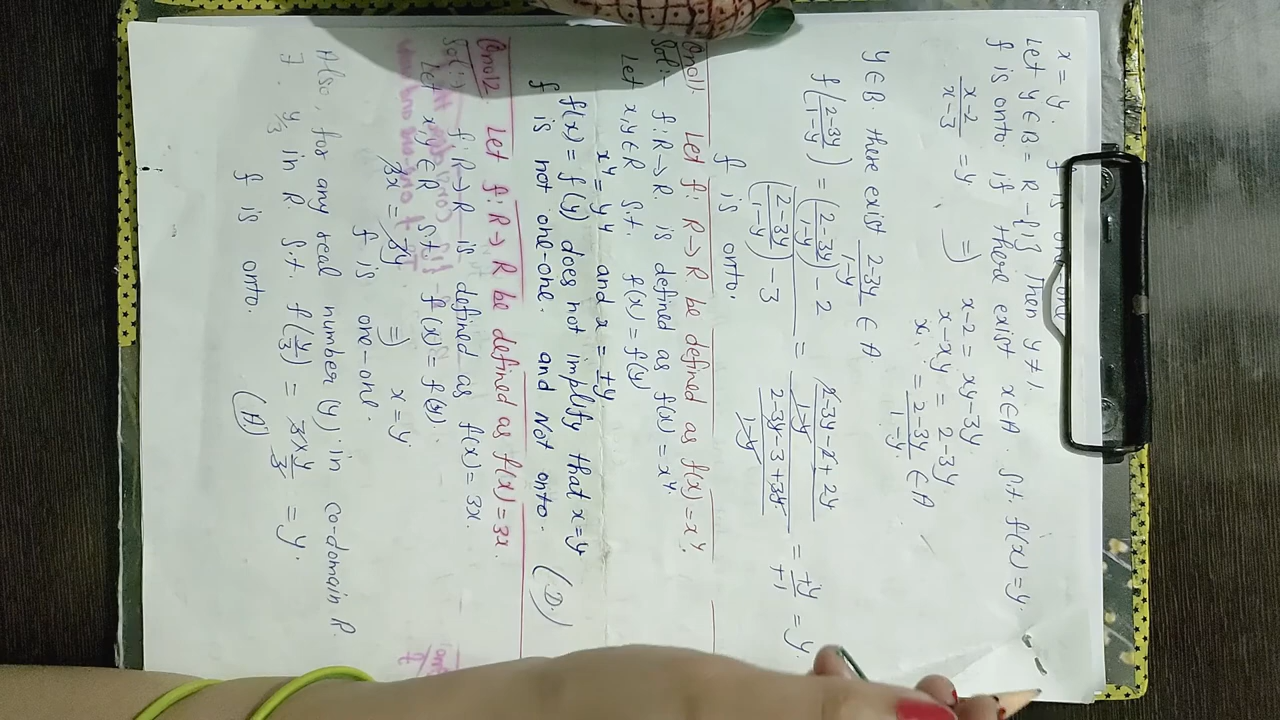 x = y. f is one-one
Let y ∈ B = R - {1} Then y ≠ 1.
f is onto if there exist x ∈ A s.t. f(x) = y.
x-2/x-3 = y ⇒ x-2 = xy-3y
x-xy = 2-3y
x = 2-3y/1-y ∈ A
y ∈ B there exist 2-3y/1-y ∈ A
f(2-3y/1-y) = (2-3y/1-y) - 2 / (2-3y/1-y) - 3 = 2-3y-2+2y/1-y / 2-3y-3+3y/1-y = +y/+1 = y.
f is onto.
Qno11. Let f: R→R be defined as f(x) = x⁴.
Sol: f: R→R is defined as f(x) = x⁴.
Let x,y ∈ R s.t. f(x) = f(y)
x⁴ = y⁴ and x = ±y
f(x) = f(y) does not imply that x = y
f is not one-one. and Not onto. (D.)
Qno12. Let f: R→R be defined as f(x) = 3x.
Sol: f: R→R is defined as f(x) = 3x.
Let x,y ∈ R s.t. f(x) = f(y).
3x = 3y ⇒ x = y
f is one-one.
Also, for any real number (y) in co-domain R.
∃. y/3 in R s.t. f(y/3) = 3×y/3 = y.
f is onto. (A.)